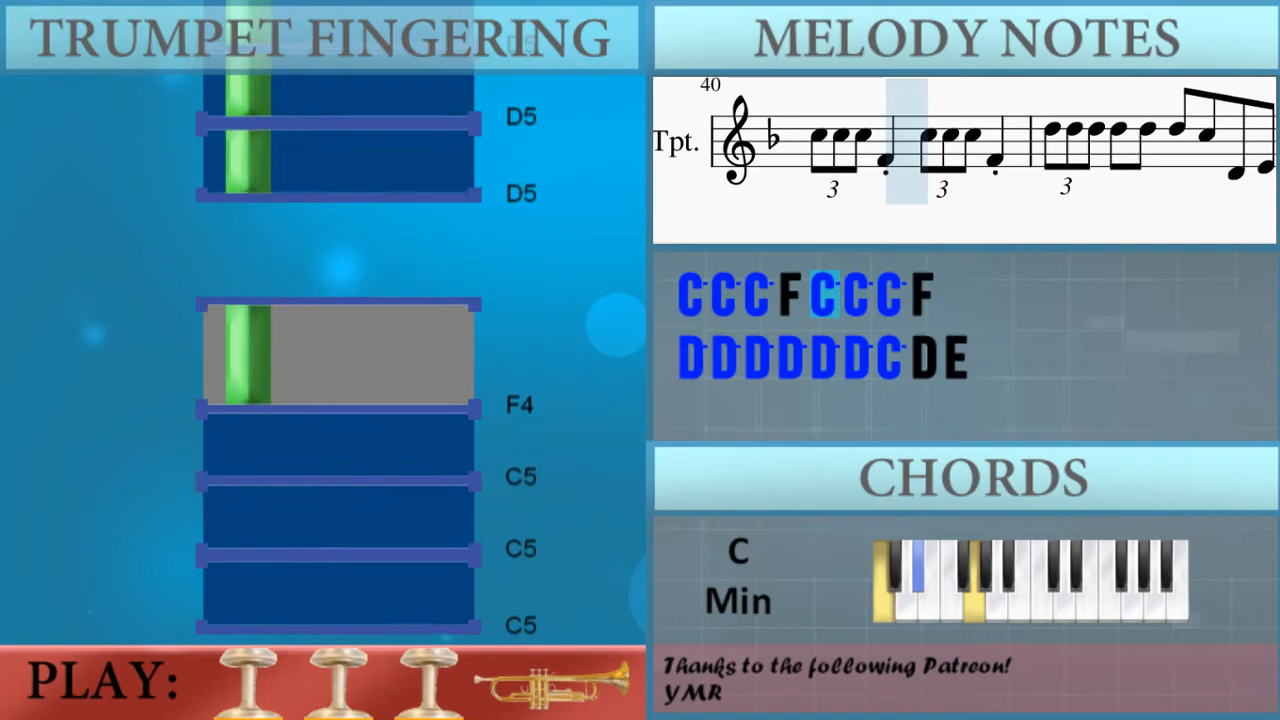 TRUMPET FINGERING
D5
D5
D5
F4
C5
C5
C5
PLAY:
MELODY NOTES
40
Tpt.
3
3
3
CCCFCCCF
DDDDDDCDE
CHORDS
C
Min
Thanks to the following Patreon!
YMR